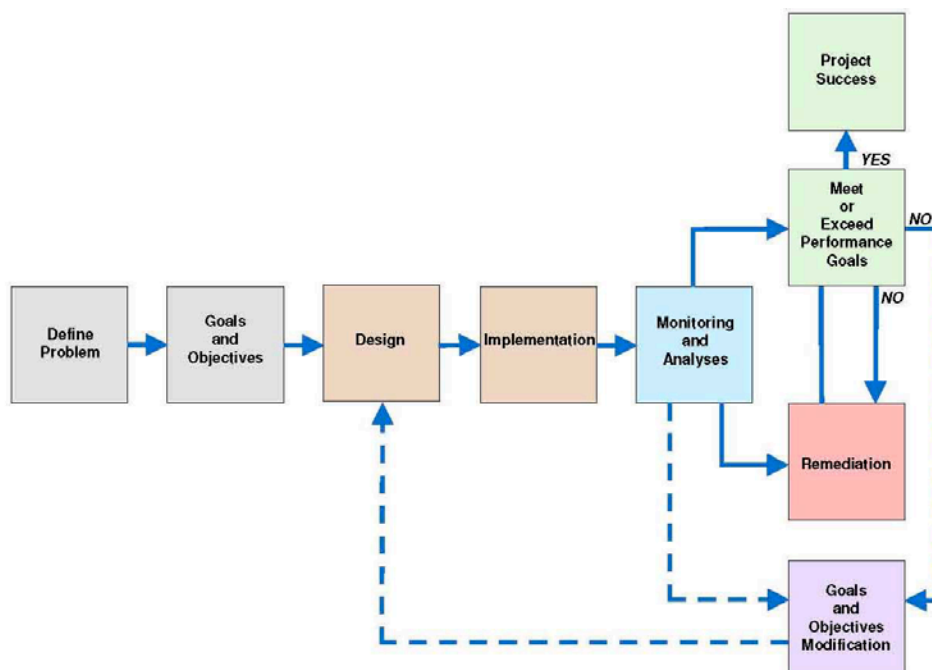 Project
Success
YES
Meet
or
Exceed
Performance
Goals
NO
NO
Define
Problem
Goals
and
Objectives
Design
Implementation
Monitoring
and
Analyses
Remediation
Goals
and
Objectives
Modification